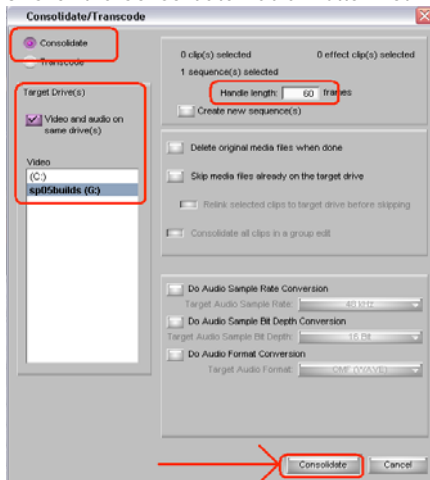 Consolidate/Transcode
Consolidate
Transcode
0 clip(s) selected
0 effect clip(s) selected
1 sequence(s) selected
Handle length: 60 frames
Create new sequence(s)
Target Drive(s)
Video and audio on
same drive(s)
Video
(C:)
sp05builds (G:)
Delete original media files when done
Skip media files already on the target drive
Relink selected clips to target drive before skipping
Consolidate all clips in a group edit
Do Audio Sample Rate Conversion
Target Audio Sample Rate: 48 kHz
Do Audio Sample Bit Depth Conversion
Target Audio Sample Bit Depth: 16 Bit
Do Audio Format Conversion
Target Audio Format: OMF (WAVE)
Consolidate
Cancel